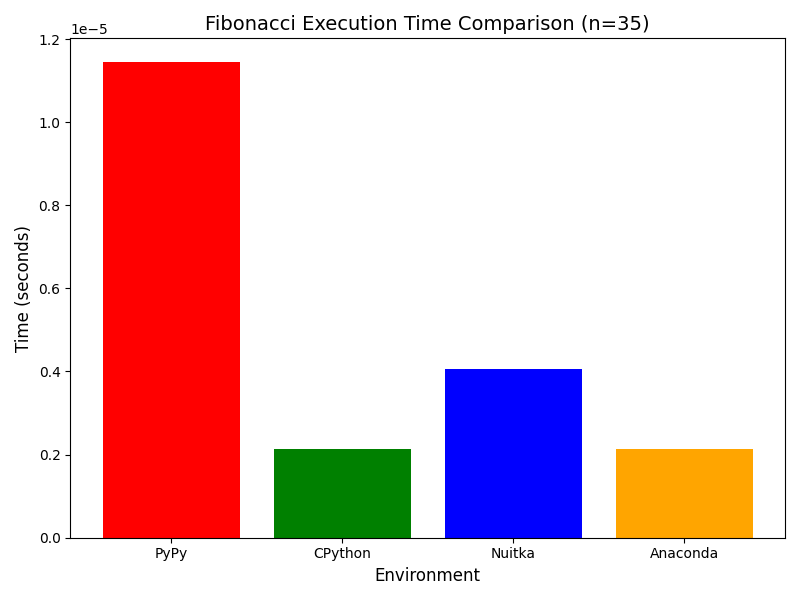 Fibonacci Execution Time Comparison (n=35)
1e−5
1.2
1.0
0.8
0.6
0.4
0.2
0.0
Time (seconds)
PyPy CPython Nuitka Anaconda
Environment